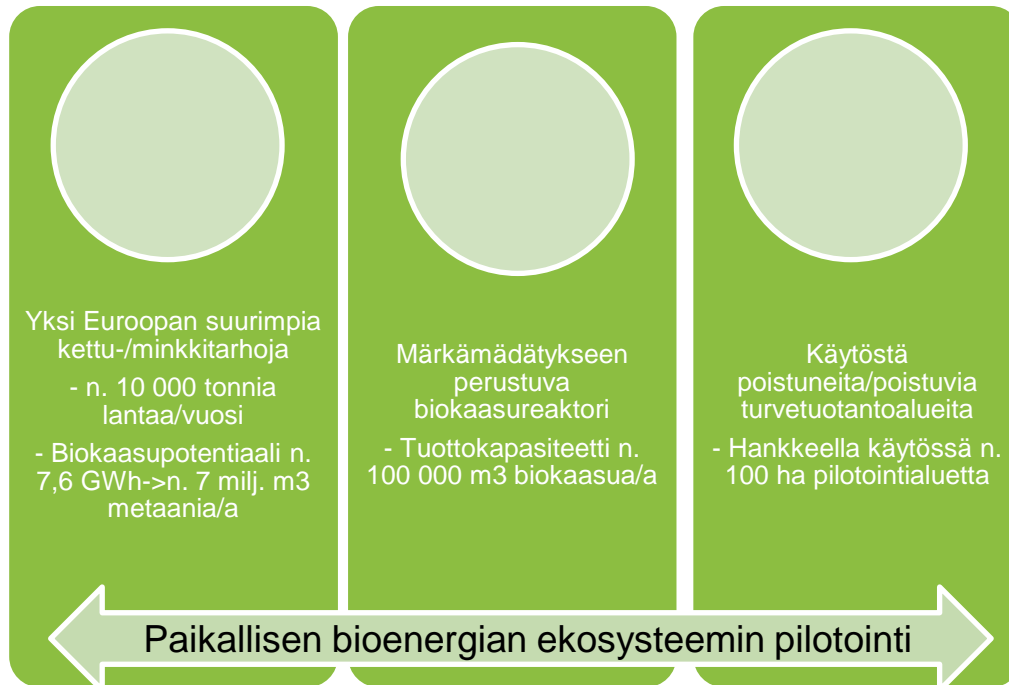 Yksi Euroopan suurimpia
kettu-/minkkitarhoja
- n. 10 000 tonnia
lantaa/vuosi
- Biokaasupotentiaali n.
7,6 GWh->n. 7 milj. m3
metaania/a
Märkämädätykseen
perustuva
biokaasureaktori
- Tuottokapasiteetti n.
100 000 m3 biokaasua/a
Käytöstä
poistuneita/poistuvia
turvetuotantoalueita
- Hankkeella käytössä n.
100 ha pilotointialuetta
Paikallisen bioenergian ekosysteemin pilotointi